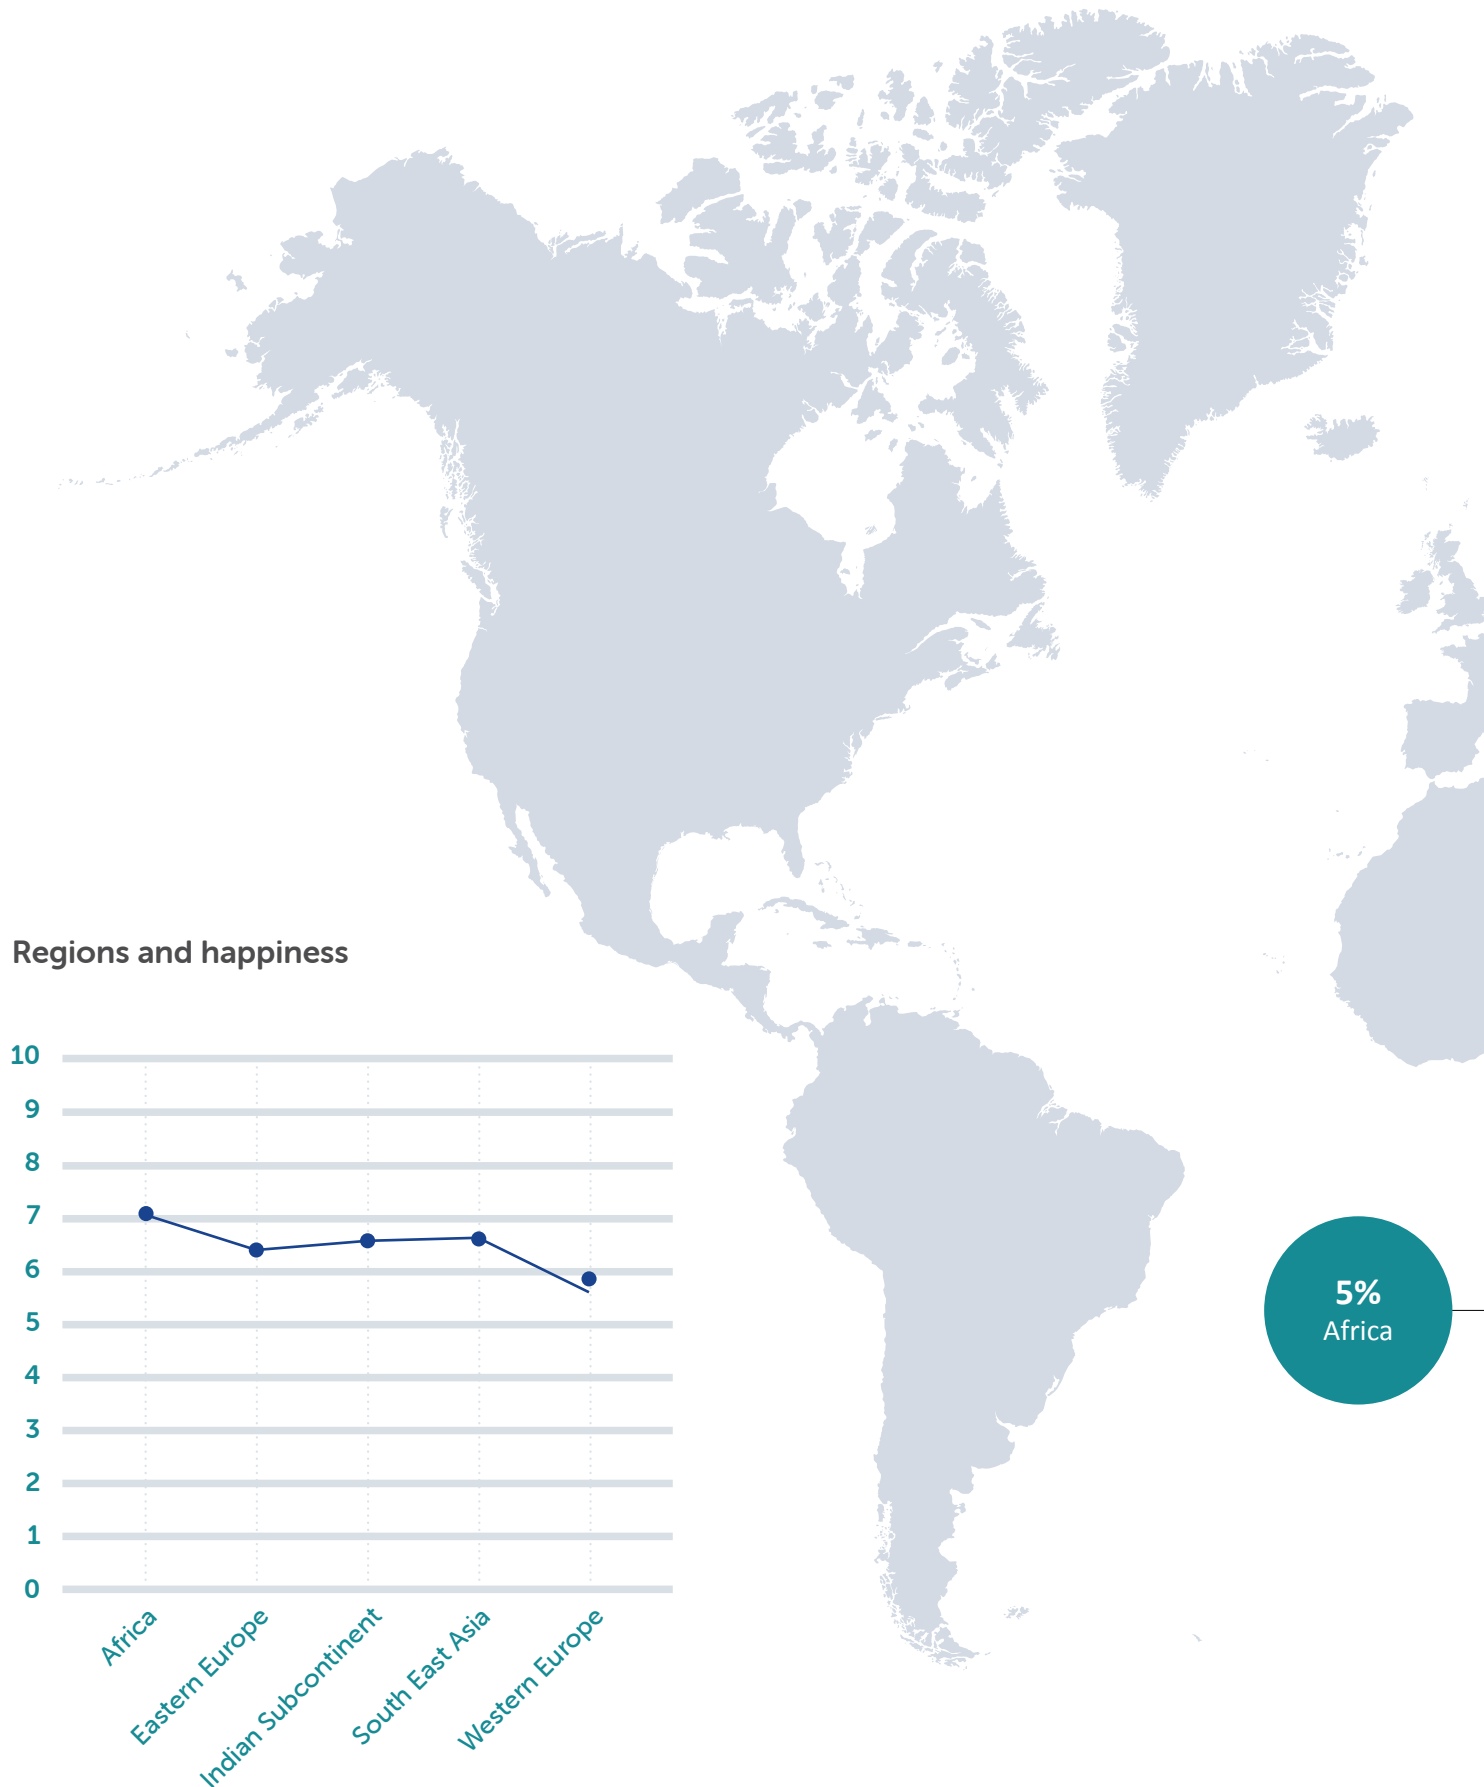 Regions and happiness
10
9
8
7
6
5
4
3
2
1
0
Africa
Eastern Europe
Indian Subcontinent
South East Asia
Western Europe
5%
Africa